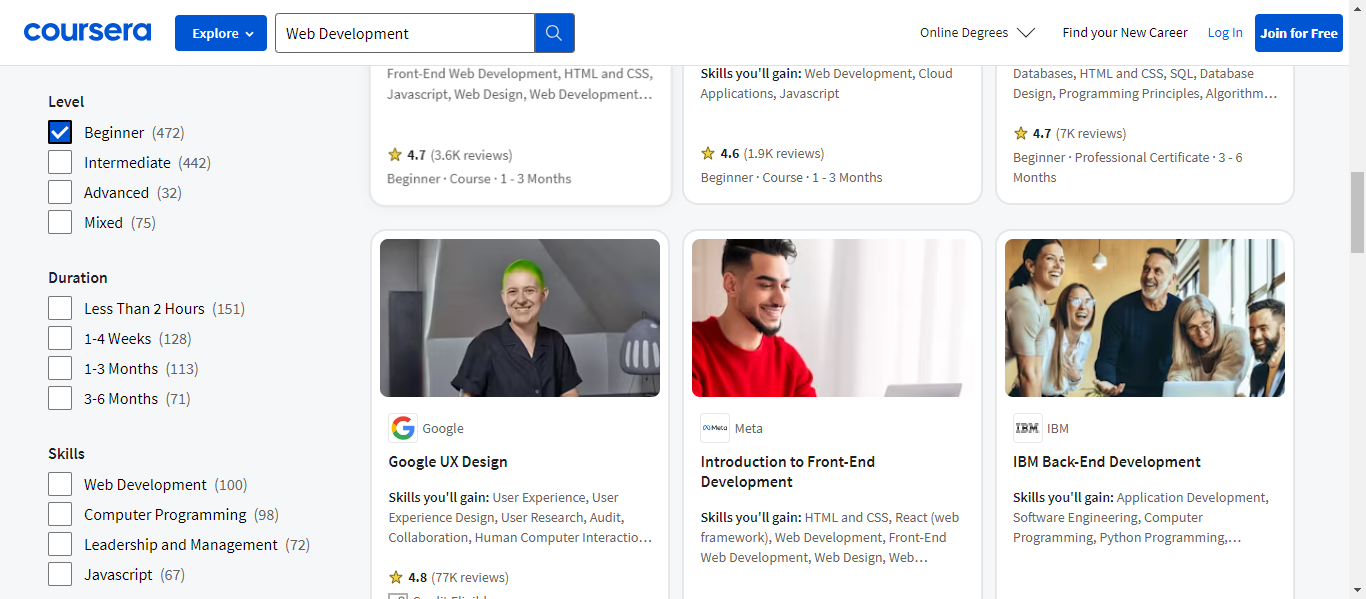 coursera
Explore
Web Development
Online Degrees
Find your New Career
Log In
Join for Free
Level
Beginner (472)
Intermediate (442)
Advanced (32)
Mixed (75)
Duration
Less Than 2 Hours (151)
1-4 Weeks (128)
1-3 Months (113)
3-6 Months (71)
Skills
Web Development (100)
Computer Programming (98)
Leadership and Management (72)
Javascript (67)
Front-End Web Development, HTML and CSS,
Javascript, Web Design, Web Development…
4.7 (3.6K reviews)
Beginner · Course · 1 - 3 Months
Skills you'll gain: Web Development, Cloud
Applications, Javascript
4.6 (1.9K reviews)
Beginner · Course · 1 - 3 Months
Databases, HTML and CSS, SQL, Database
Design, Programming Principles, Algorithm…
4.7 (7K reviews)
Beginner · Professional Certificate · 3 - 6
Months
Google
Google UX Design
Skills you'll gain: User Experience, User
Experience Design, User Research, Audit,
Collaboration, Human Computer Interactio…
4.8 (77K reviews)
Meta
Meta
Introduction to Front-End
Development
Skills you'll gain: HTML and CSS, React (web
framework), Web Development, Front-End
Web Development, Web Design, Web…
IBM
IBM
IBM Back-End Development
Skills you'll gain: Application Development,
Software Engineering, Computer
Programming, Python Programming,…